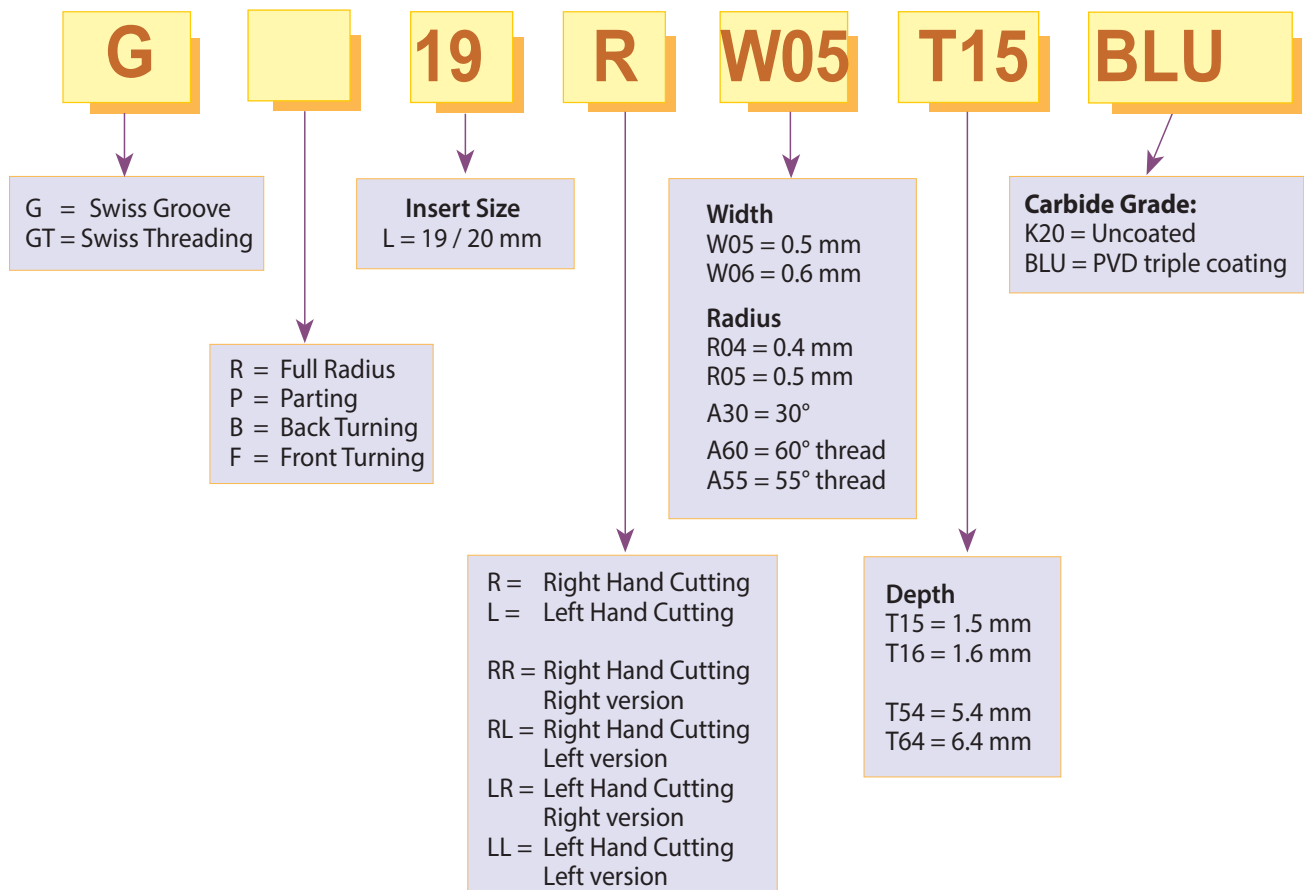 G 19 R W05 T15 BLU
G = Swiss Groove
GT = Swiss Threading
R = Full Radius
P = Parting
B = Back Turning
F = Front Turning
Insert Size
L = 19 / 20 mm
R = Right Hand Cutting
L = Left Hand Cutting
RR = Right Hand Cutting
Right version
RL = Right Hand Cutting
Left version
LR = Left Hand Cutting
Right version
LL = Left Hand Cutting
Left version
Width
W05 = 0.5 mm
W06 = 0.6 mm
Radius
R04 = 0.4 mm
R05 = 0.5 mm
A30 = 30°
A60 = 60° thread
A55 = 55° thread
Depth
T15 = 1.5 mm
T16 = 1.6 mm
T54 = 5.4 mm
T64 = 6.4 mm
Carbide Grade:
K20 = Uncoated
BLU = PVD triple coating